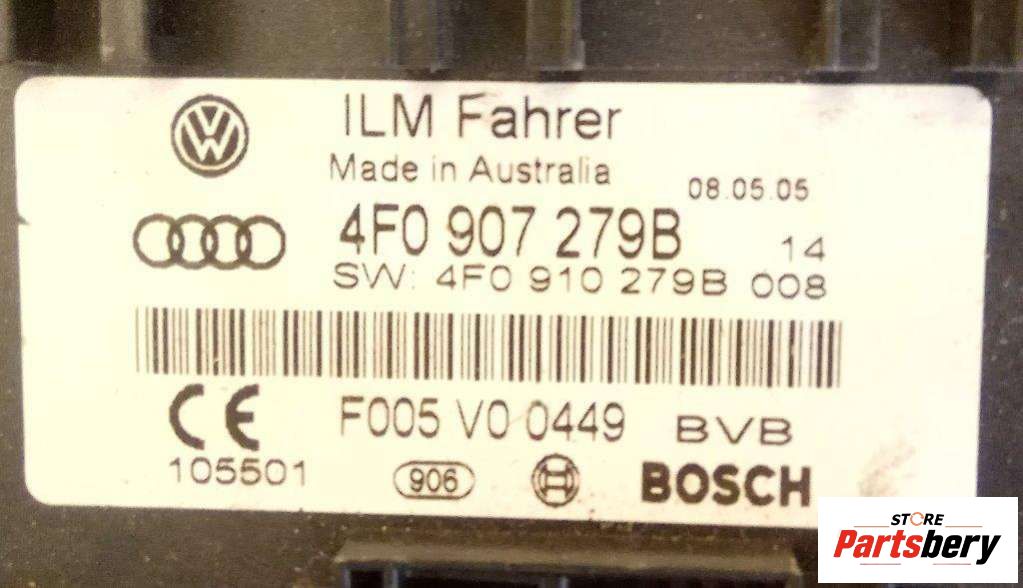 ILM Fahrer
Made in Australia 08.05.05
4F0 907 279B 14
SW: 4F0 910 279B 008
CE F005 V0 0449 BVB
105501 906 BOSCH
STORE
Partsbery